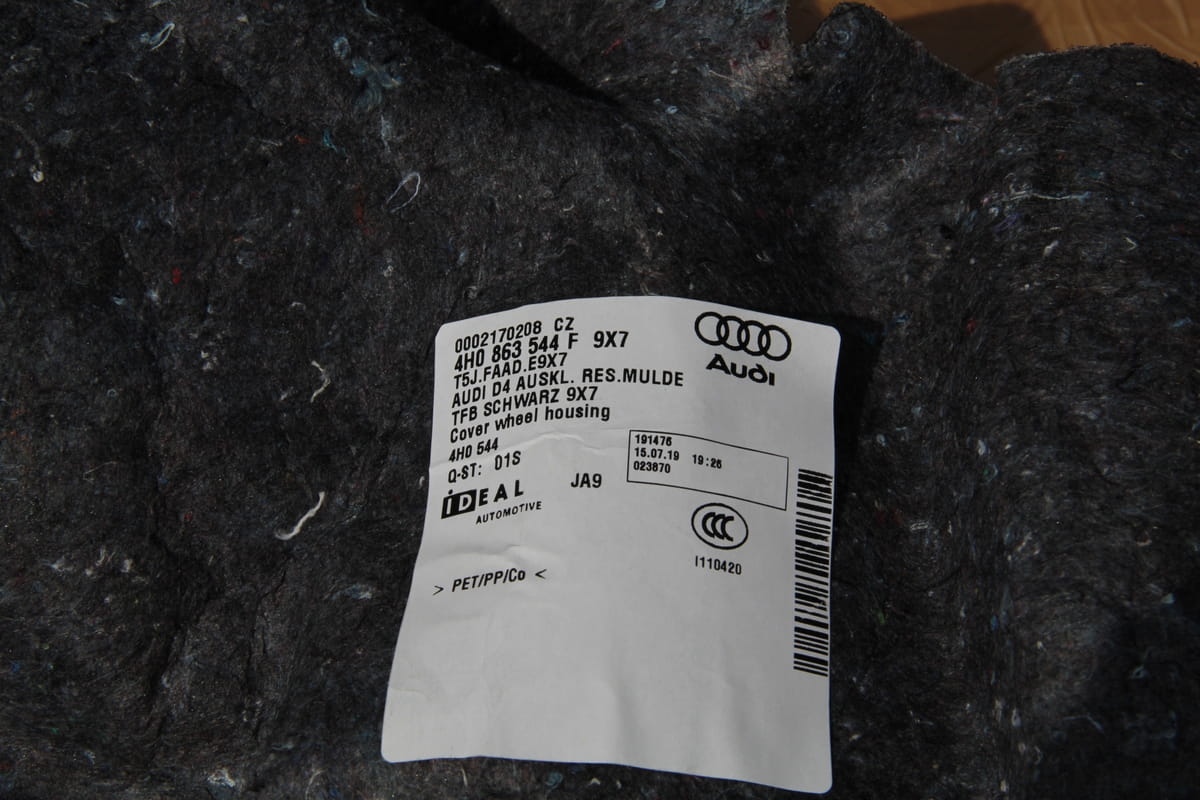 0002170208 CZ
4H0 863 544 F 9X7
T5J.FAAD.E9X7
AUDI D4 AUSKL. RES.MULDE
TFB SCHWARZ 9X7
Cover wheel housing
4H0 544
Q-ST: 01S
IDEAL
AUTOMOTIVE
JA9
> PET/PP/Co <
Audi
191476
15.07.19 19:26
023870
CCC
I110420